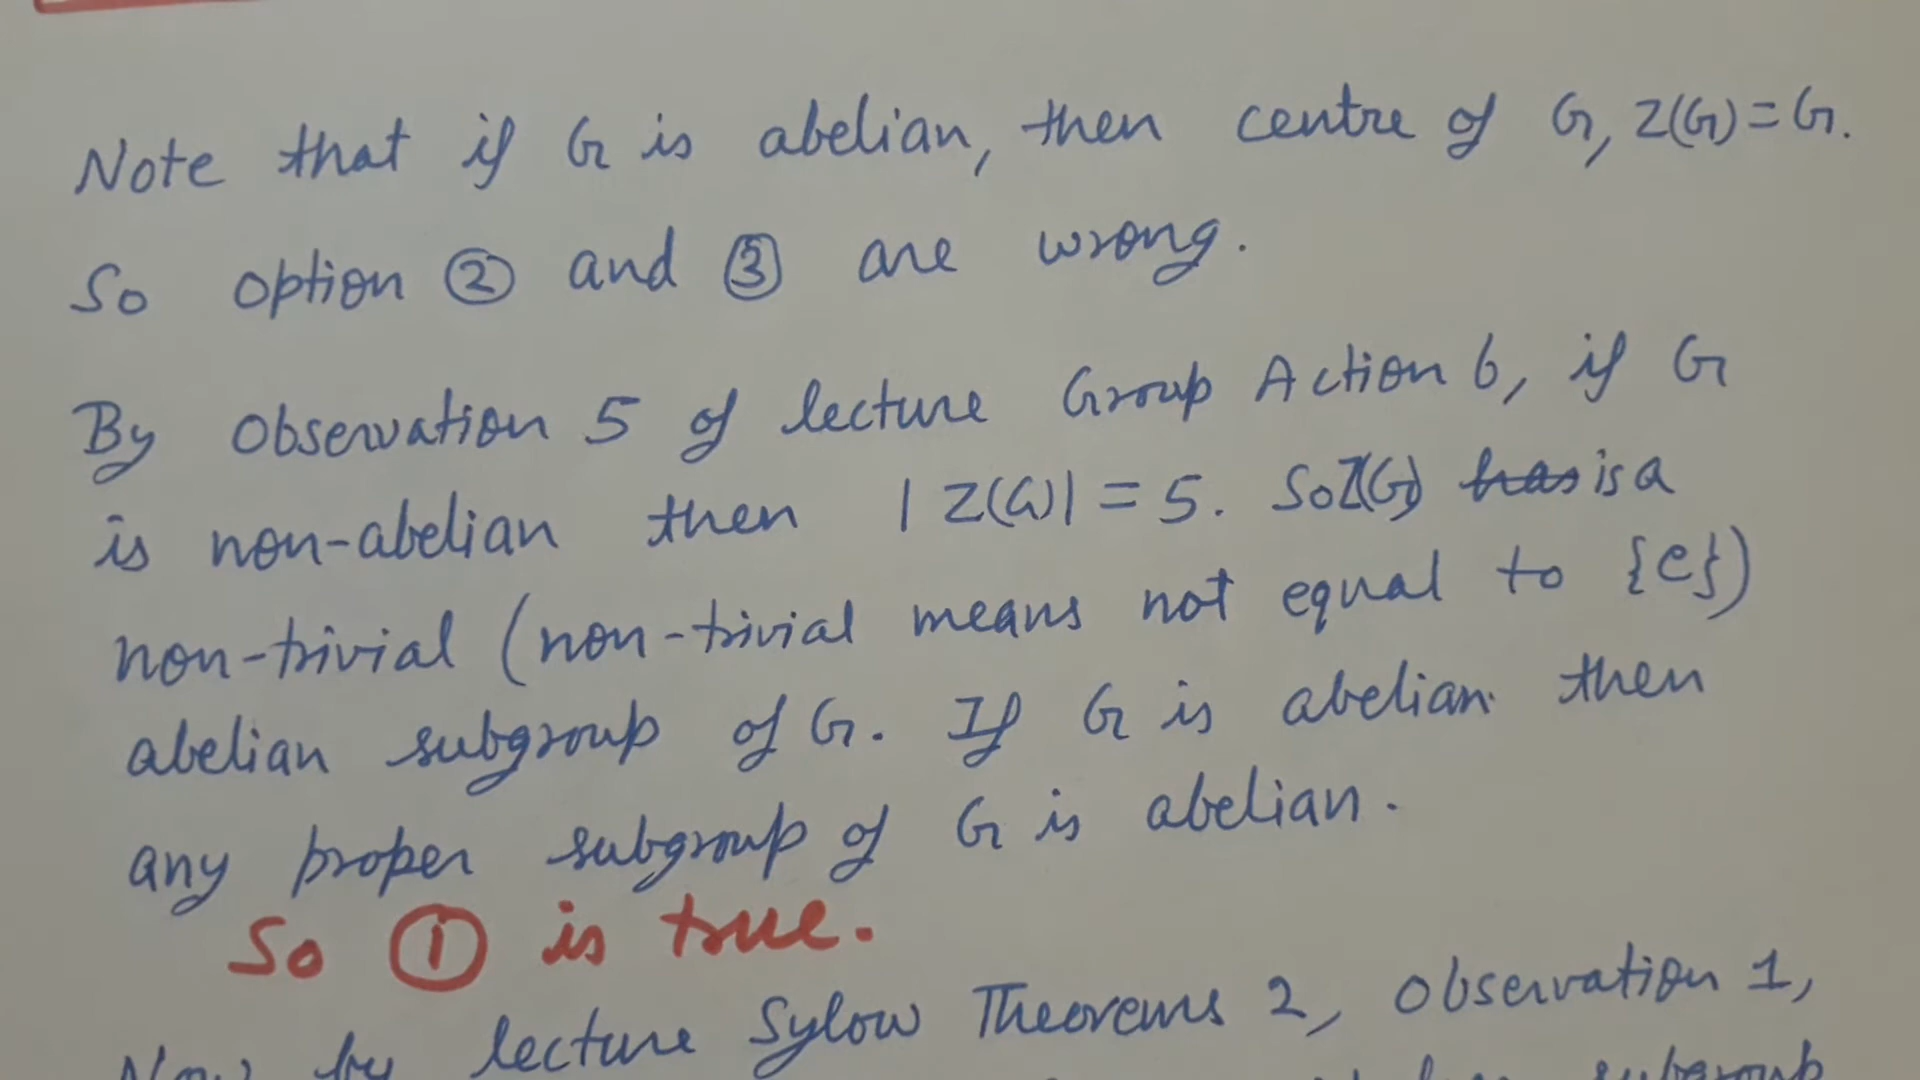 Note that if G is abelian, then centre of G, Z(G)=G.
So option ② and ③ are wrong.
By Observation 5 of lecture Group Action 6, if G
is non-abelian then |Z(G)| = 5. So Z(G) has is a
non-trivial (non-trivial means not equal to {e})
abelian subgroup of G. If G is abelian then
any proper subgroup of G is abelian.
So ① is true.
Now by lecture Sylow Theorems 2, Observation 1,
subgroup